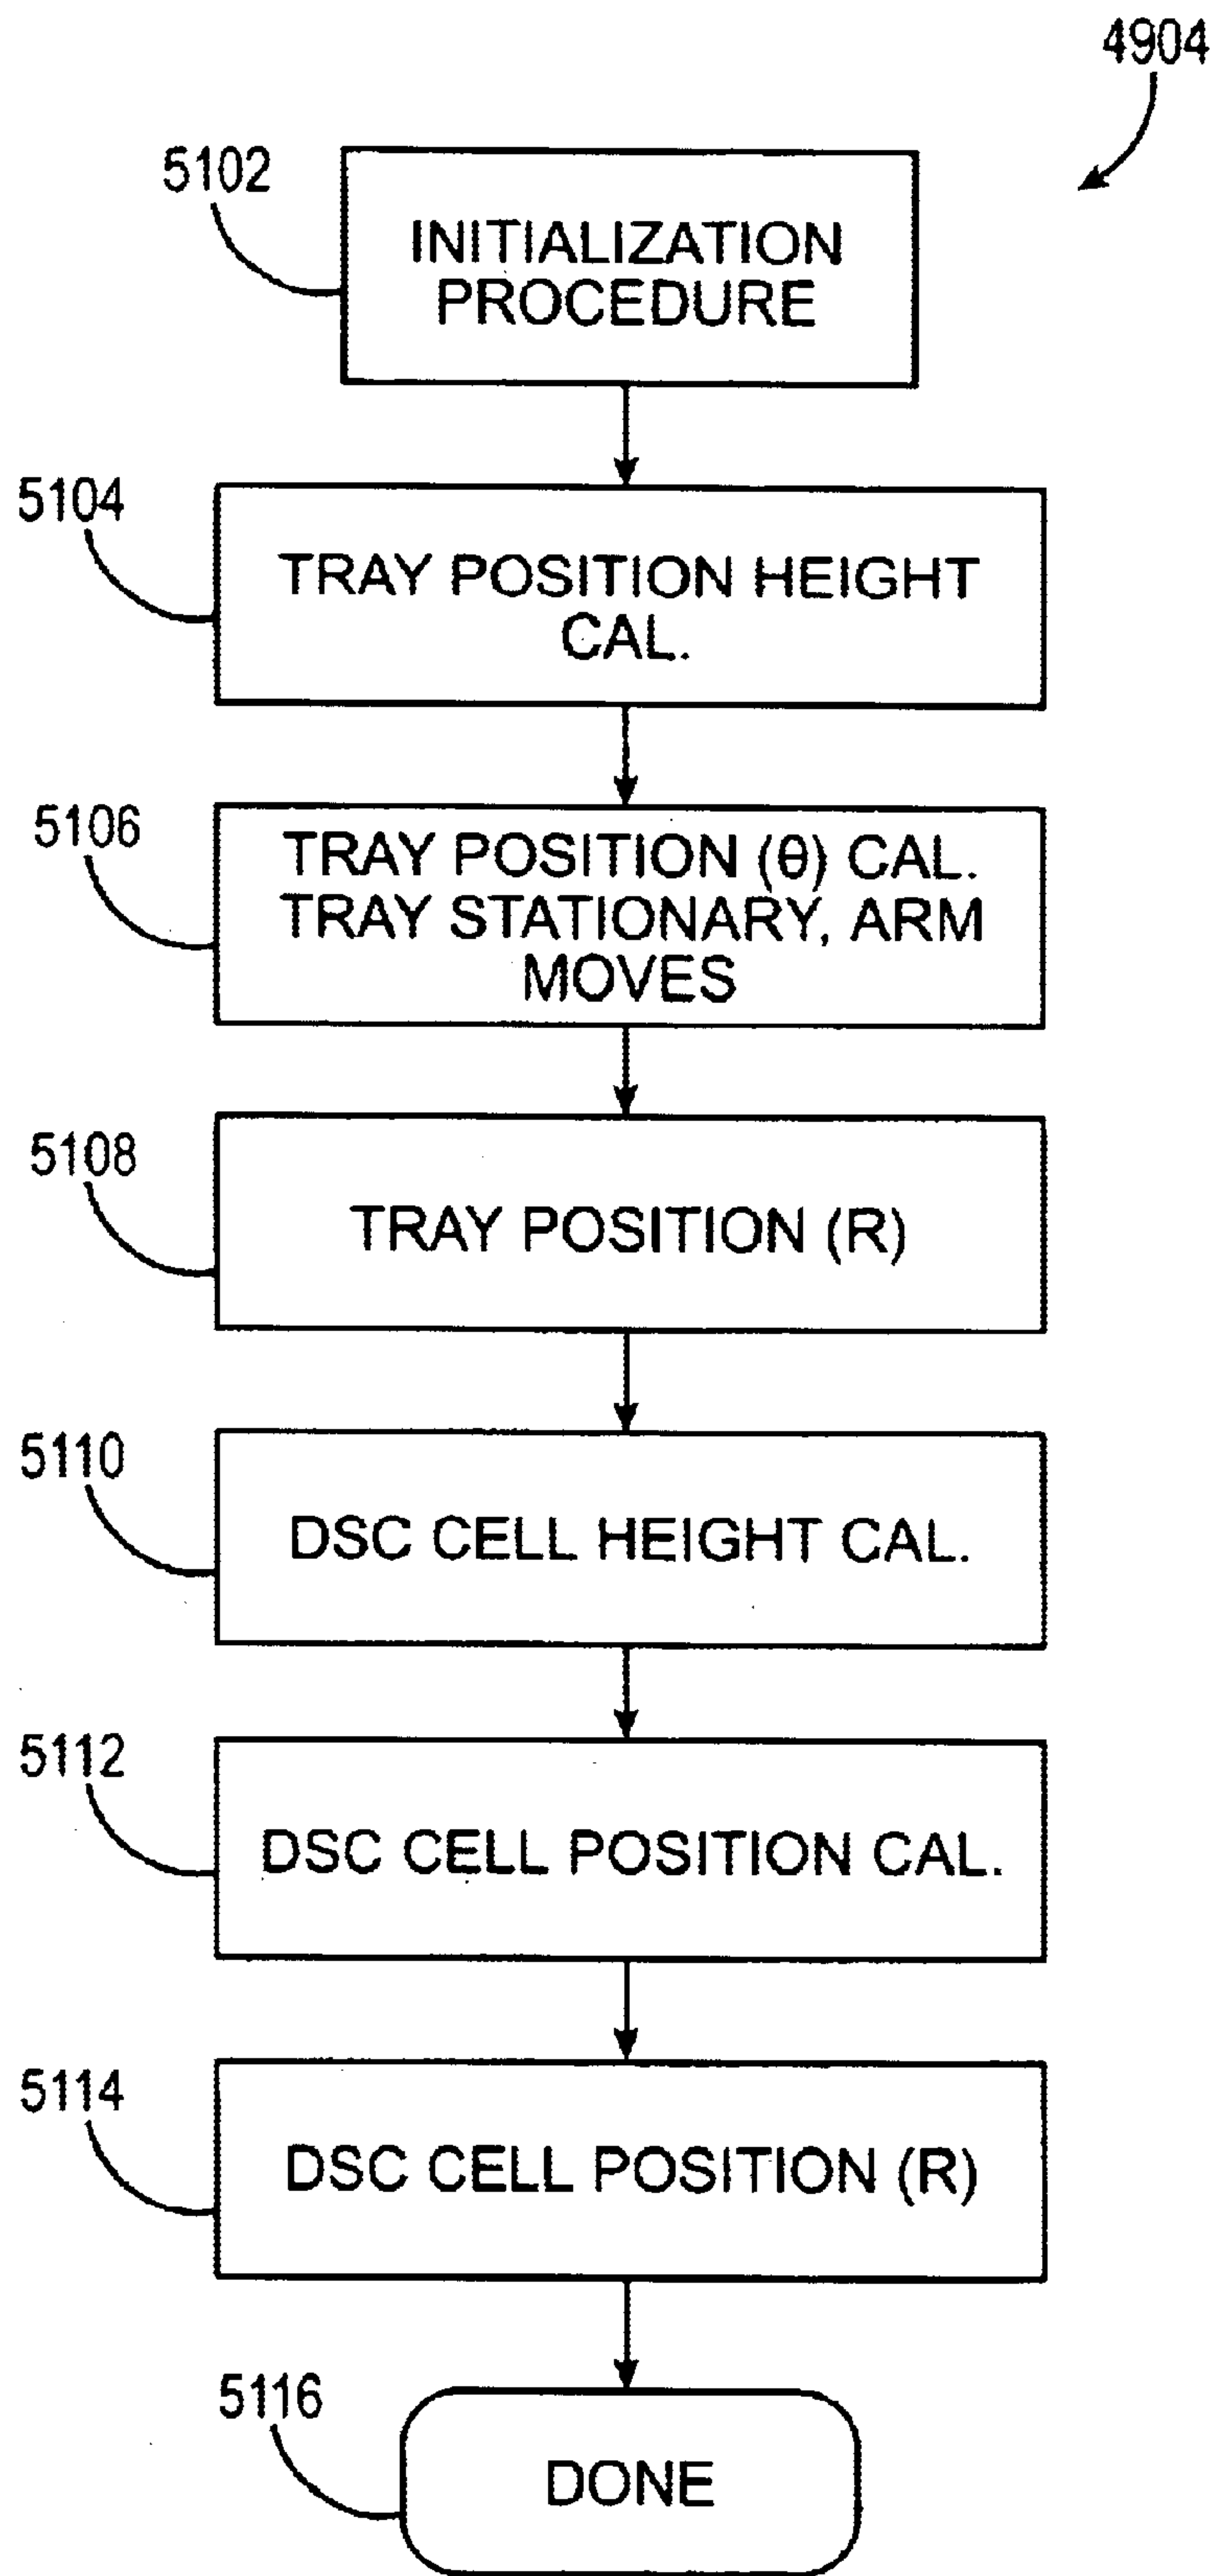 4904
5102
INITIALIZATION
PROCEDURE
5104
TRAY POSITION HEIGHT
CAL.
5106
TRAY POSITION (θ) CAL.
TRAY STATIONARY, ARM
MOVES
5108
TRAY POSITION (R)
5110
DSC CELL HEIGHT CAL.
5112
DSC CELL POSITION CAL.
5114
DSC CELL POSITION (R)
5116
DONE